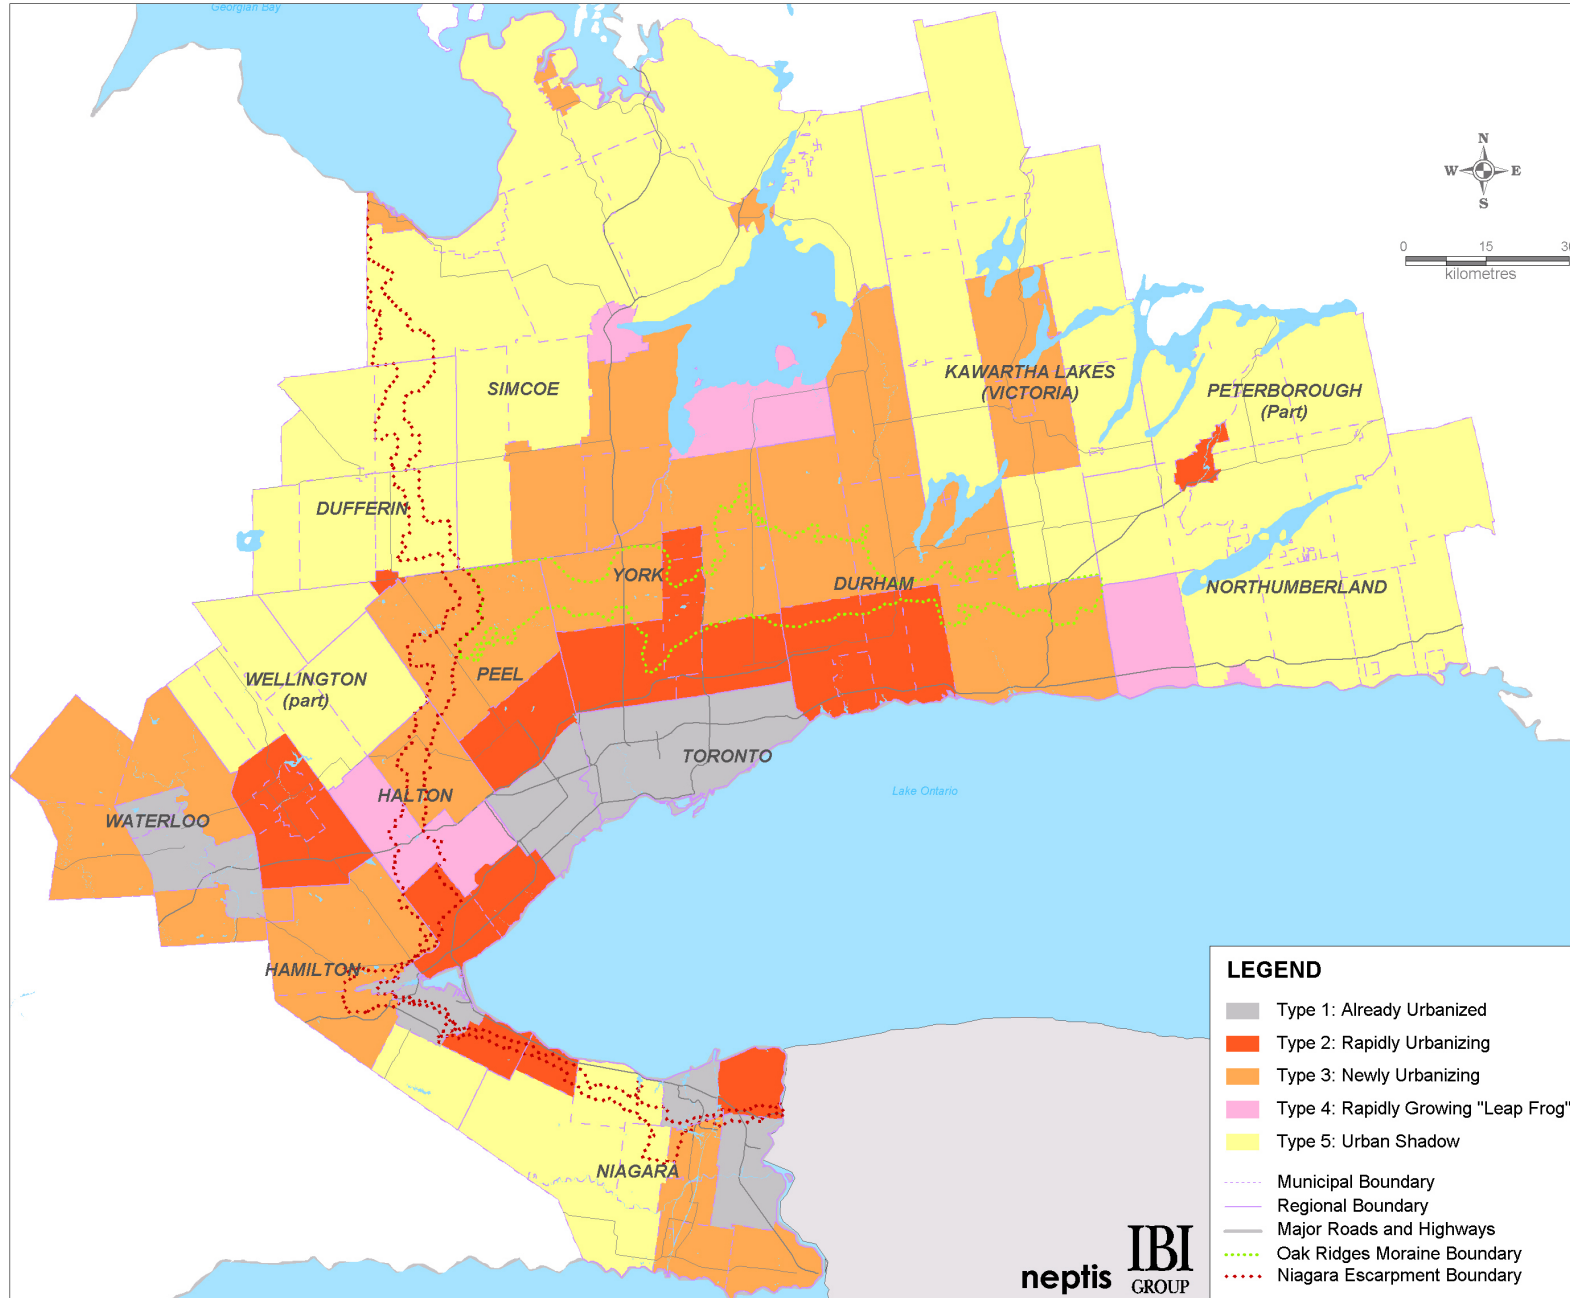 Georgian Bay
N
W E
S
0 15 30
kilometres
SIMCOE
KAWARTHA LAKES
(VICTORIA)
PETERBOROUGH
(Part)
DUFFERIN
YORK
DURHAM
NORTHUMBERLAND
WELLINGTON
(part)
PEEL
TORONTO
HALTON
Lake Ontario
WATERLOO
HAMILTON
NIAGARA
LEGEND
Type 1: Already Urbanized
Type 2: Rapidly Urbanizing
Type 3: Newly Urbanizing
Type 4: Rapidly Growing "Leap Frog"
Type 5: Urban Shadow
Municipal Boundary
Regional Boundary
Major Roads and Highways
Oak Ridges Moraine Boundary
Niagara Escarpment Boundary
neptis
IBI
GROUP